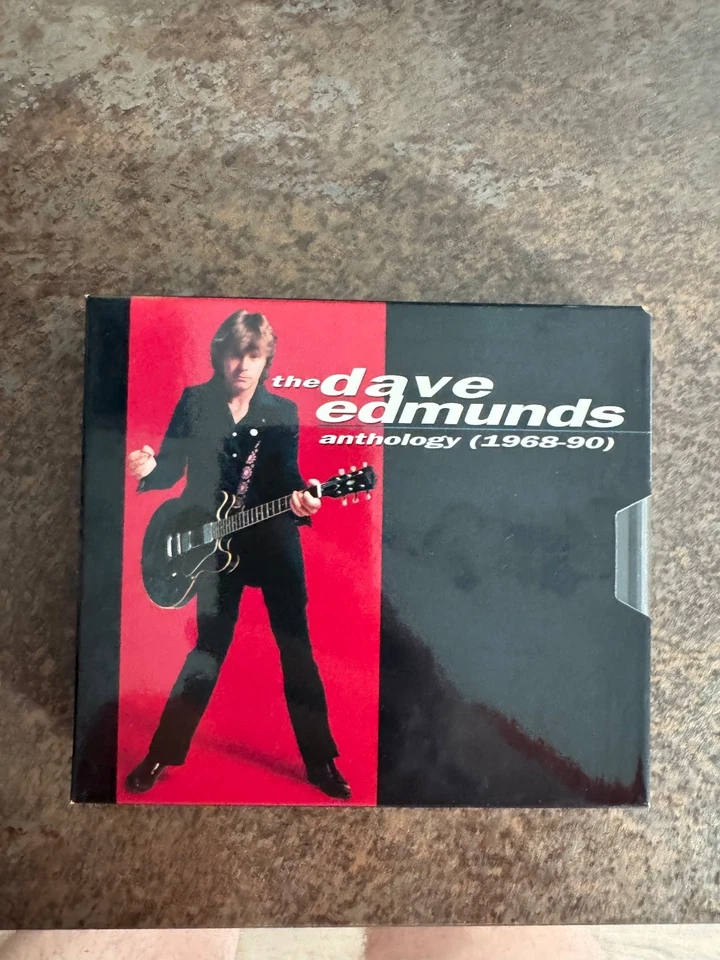 the dave
edmunds
anthology (1968-90)